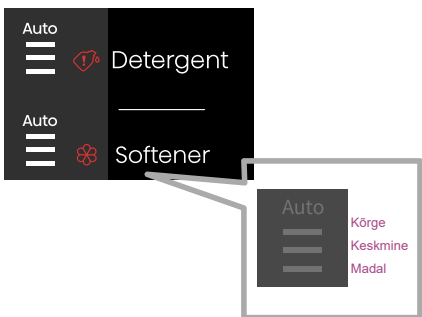 Auto
Detergent
Auto
Softener
Auto
Kõrge
Keskmine
Madal